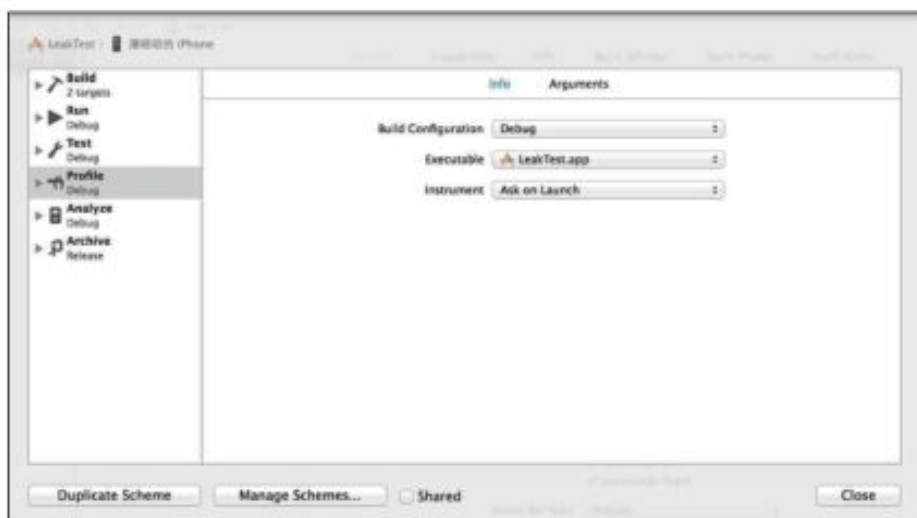 LeakTest
iPhone
Build
2 targets
Run
Debug
Test
Debug
Profile
Debug
Analyze
Debug
Archive
Release
Info Arguments
Build Configuration Debug
Executable LeakTest.app
Instrument Ask on Launch
Duplicate Scheme Manage Schemes... Shared Close